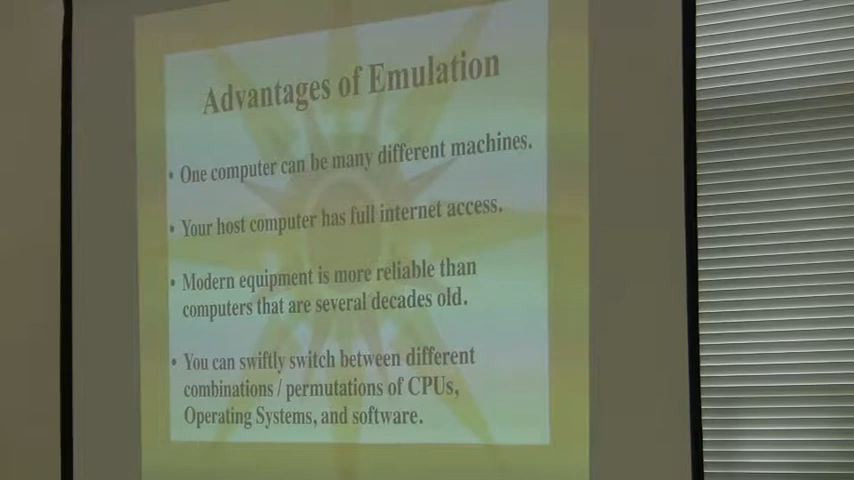 Advantages of Emulation
• One computer can be many different machines.
• Your host computer has full internet access.
• Modern equipment is more reliable than
computers that are several decades old.
• You can swiftly switch between different
combinations / permutations of CPUs,
Operating Systems, and software.